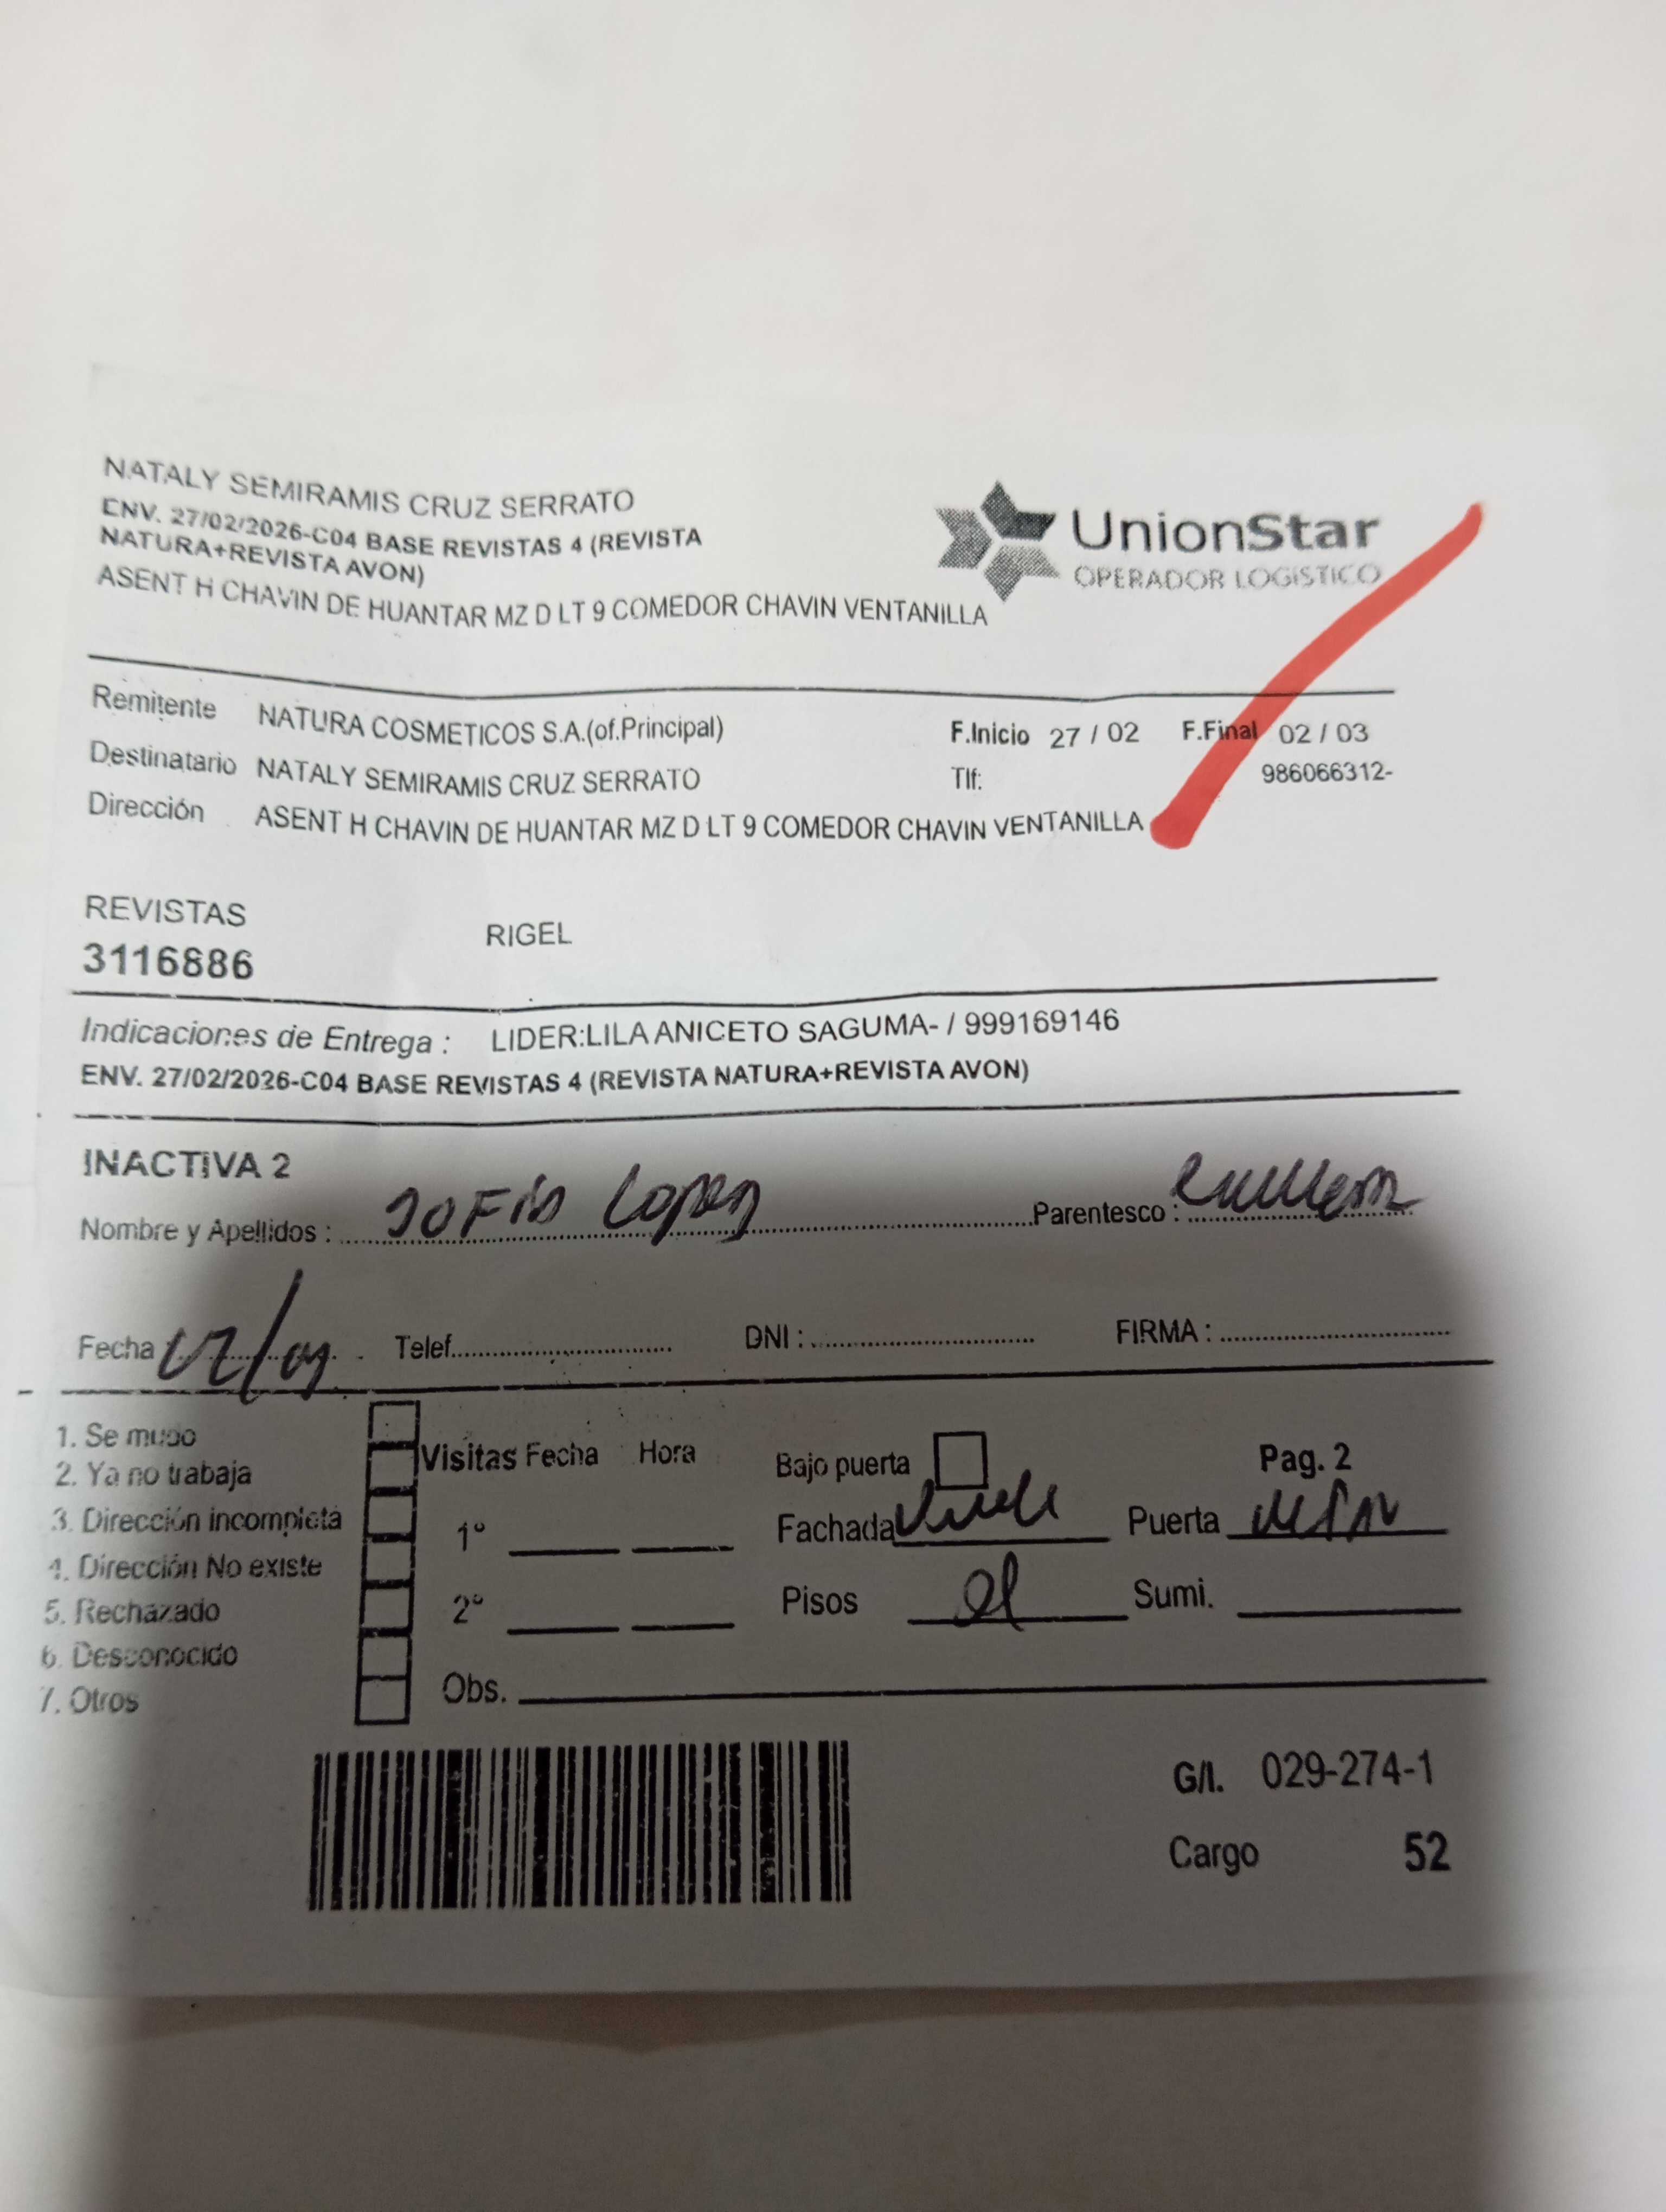 NATALY SEMIRAMIS CRUZ SERRATO
ENV. 27/02/2026-C04 BASE REVISTAS 4 (REVISTA
NATURA+REVISTA AVON)
ASENT H CHAVIN DE HUANTAR MZ D LT 9 COMEDOR CHAVIN VENTANILLA
UnionStar
OPERADOR LOGISTICO
Remitente NATURA COSMETICOS S.A.(of.Principal) F.Inicio 27 / 02 F.Final 02 / 03
Destinatario NATALY SEMIRAMIS CRUZ SERRATO Tlf: 986066312-
Dirección ASENT H CHAVIN DE HUANTAR MZ D LT 9 COMEDOR CHAVIN VENTANILLA
REVISTAS RIGEL
3116886
Indicaciones de Entrega : LIDER:LILA ANICETO SAGUMA- / 999169146
ENV. 27/02/2026-C04 BASE REVISTAS 4 (REVISTA NATURA+REVISTA AVON)
INACTIVA 2
Nombre y Apellidos : Sofia Lopez Parentesco :
Fecha Telef. DNI : FIRMA :
1. Se mudo
2. Ya no trabaja
3. Dirección incompleta
4. Dirección No existe
5. Rechazado
6. Desconocido
7. Otros
Visitas Fecha Hora
1°
2°
Obs.
Bajo puerta Pag. 2
Fachada Puerta
Pisos Sumi.
G/I. 029-274-1
Cargo 52